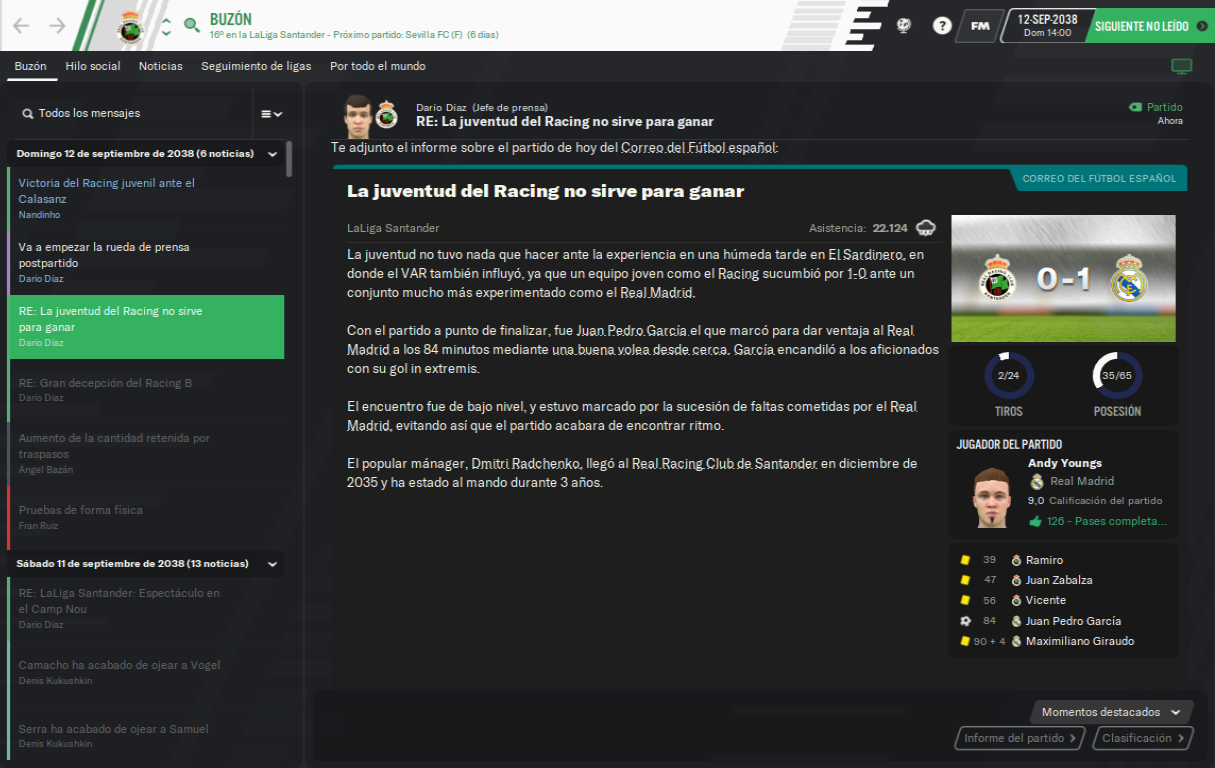 BUZÓN
16º en la LaLiga Santander - Próximo partido: Sevilla FC (F) (6 días)
?
FM
12-SEP-2038
Dom 14:00
SIGUIENTE NO LEÍDO
Buzón
Hilo social
Noticias
Seguimiento de ligas
Por todo el mundo
Todos los mensajes
Domingo 12 de septiembre de 2038 (6 noticias)
Victoria del Racing juvenil ante el
Calasanz
Nandinho
Va a empezar la rueda de prensa
postpartido
Darío Díaz
RE: La juventud del Racing no sirve
para ganar
Darío Díaz
RE: Gran decepción del Racing B
Darío Díaz
Aumento de la cantidad retenida por
traspasos
Ángel Bazán
Pruebas de forma física
Fran Ruiz
Sábado 11 de septiembre de 2038 (13 noticias)
RE: LaLiga Santander: Espectáculo en
el Camp Nou
Darío Díaz
Camacho ha acabado de ojear a Vogel
Denis Kukushkin
Serra ha acabado de ojear a Samuel
Denis Kukushkin
Darío Díaz (Jefe de prensa)
RE: La juventud del Racing no sirve para ganar
Partido
Ahora
Te adjunto el informe sobre el partido de hoy del Correo del Fútbol español:
CORREO DEL FÚTBOL ESPAÑOL
La juventud del Racing no sirve para ganar
LaLiga Santander
Asistencia: 22.124
La juventud no tuvo nada que hacer ante la experiencia en una húmeda tarde en El Sardinero, en
donde el VAR también influyó, ya que un equipo joven como el Racing sucumbió por 1-0 ante un
conjunto mucho más experimentado como el Real Madrid.
Con el partido a punto de finalizar, fue Juan Pedro García el que marcó para dar ventaja al Real
Madrid a los 84 minutos mediante una buena volea desde cerca. García encandiló a los aficionados
con su gol in extremis.
El encuentro fue de bajo nivel, y estuvo marcado por la sucesión de faltas cometidas por el Real
Madrid, evitando así que el partido acabara de encontrar ritmo.
El popular mánager, Dmitri Radchenko, llegó al Real Racing Club de Santander en diciembre de
2035 y ha estado al mando durante 3 años.
0-1
2/24
TIROS
35/65
POSESIÓN
JUGADOR DEL PARTIDO
Andy Youngs
Real Madrid
9,0 Calificación del partido
126 - Pases completa...
39 Ramiro
47 Juan Zabalza
56 Vicente
84 Juan Pedro García
90 + 4 Maximiliano Giraudo
Momentos destacados
Informe del partido
Clasificación